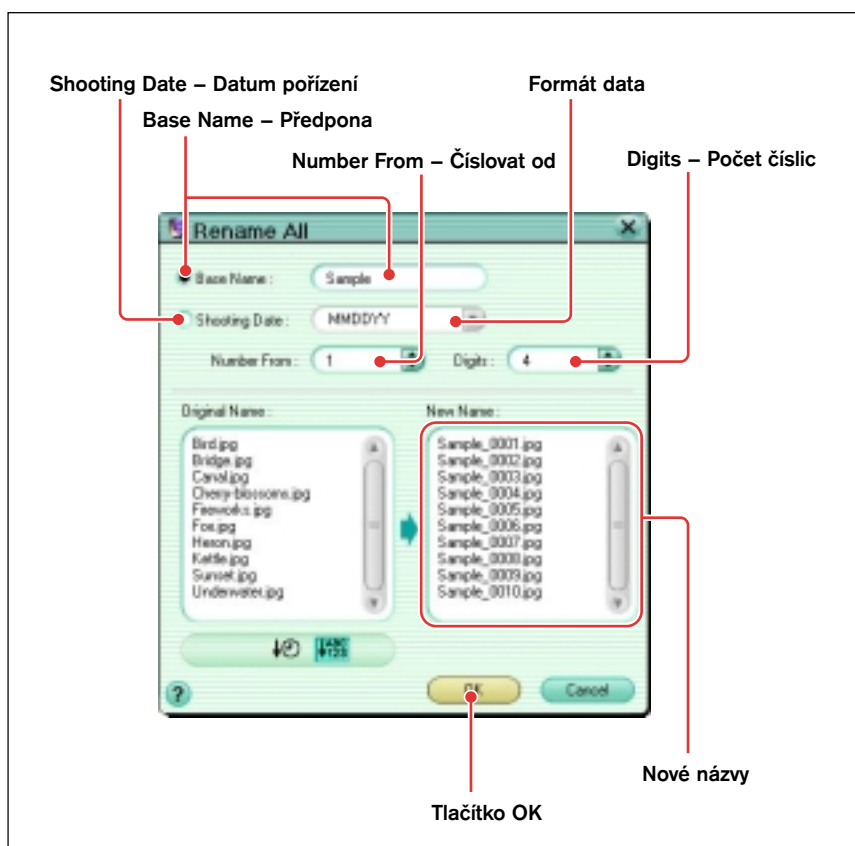 Shooting Date – Datum pořízení
Formát data
Base Name – Předpona
Number From – Číslovat od
Digits – Počet číslic
Rename All
Base Name :
Sample
Shooting Date :
MMDDYY
Number From :
1
Digits :
4
Original Name :
New Name :
Bird.jpg
Bridge.jpg
Canal.jpg
Cherry-blossoms.jpg
Fireworks.jpg
Fox.jpg
Heron.jpg
Kettle.jpg
Sunset.jpg
Underwater.jpg
Sample_0001.jpg
Sample_0002.jpg
Sample_0003.jpg
Sample_0004.jpg
Sample_0005.jpg
Sample_0006.jpg
Sample_0007.jpg
Sample_0008.jpg
Sample_0009.jpg
Sample_0010.jpg
ABC
123
?
OK
Cancel
Nové názvy
Tlačítko OK